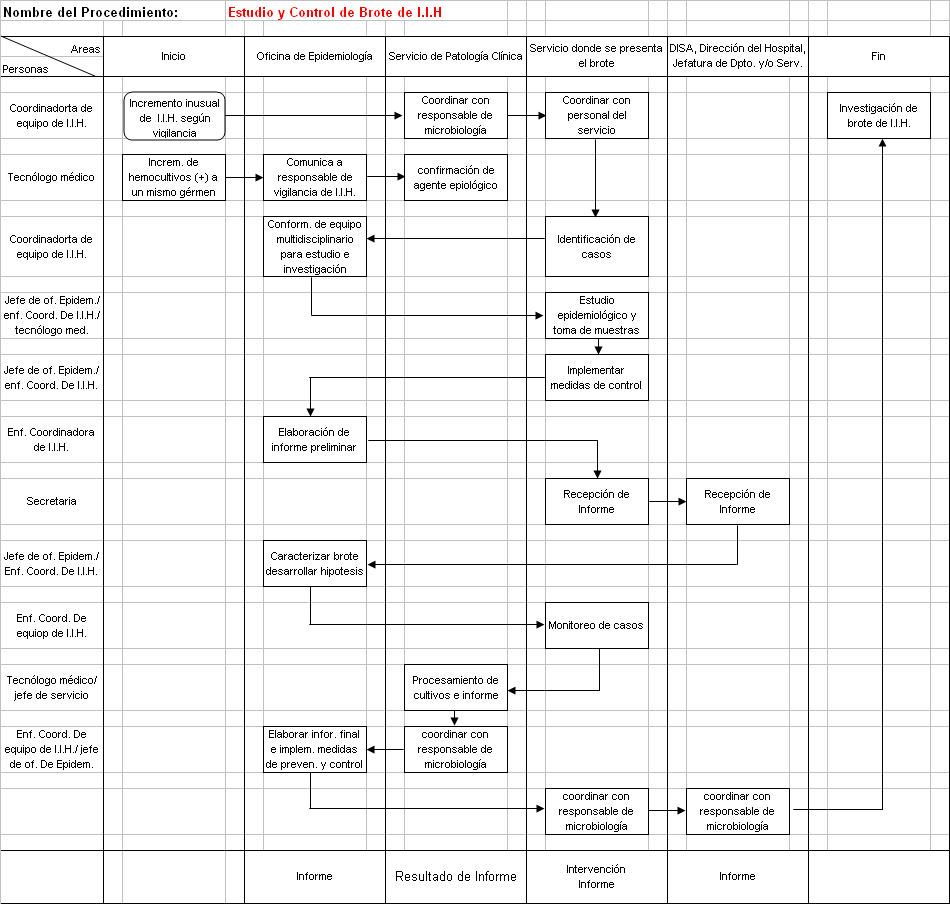 Nombre del Procedimiento: Estudio y Control de Brote de I.I.H
Areas
Personas
Inicio
Oficina de Epidemiología
Servicio de Patología Clínica
Servicio donde se presenta
el brote
DISA, Dirección del Hospital,
Jefatura de Dpto. y/o Serv.
Fin
Coordinadorta de
equipo de I.I.H.
Incremento inusual
de I.I.H. según
vigilancia
Coordinar con
responsable de
microbiología
Coordinar con
personal del
servicio
Investigación de
brote de I.I.H.
Tecnólogo médico
Increm. de
hemocultivos (+) a
un mismo gérmen
Comunica a
responsable de
vigilancia de I.I.H.
confirmación de
agente epiológico
Coordinadorta de
equipo de I.I.H.
Conform. de equipo
multidisciplinario
para estudio e
investigación
Identificación de
casos
Jefe de of. Epidem./
enf. Coord. De I.I.H./
tecnólogo med.
Estudio
epidemiológico y
toma de muestras
Jefe de of. Epidem./
enf. Coord. De I.I.H.
Implementar
medidas de control
Enf. Coordinadora
de I.I.H.
Elaboración de
informe preliminar
Secretaria
Recepción de
Informe
Recepción de
Informe
Jefe de of. Epidem./
Enf. Coord. De I.I.H.
Caracterizar brote
desarrollar hipotesis
Enf. Coord. De
equiop de I.I.H.
Monitoreo de casos
Tecnólogo médico/
jefe de servicio
Procesamiento de
cultivos e informe
Enf. Coord. De
equipo de I.I.H./ jefe
de of. De Epidem.
Elaborar infor. final
e implem. medidas
de preven. y control
coordinar con
responsable de
microbiología
coordinar con
responsable de
microbiología
coordinar con
responsable de
microbiología
Informe
Resultado de Informe
Intervención
Informe
Informe